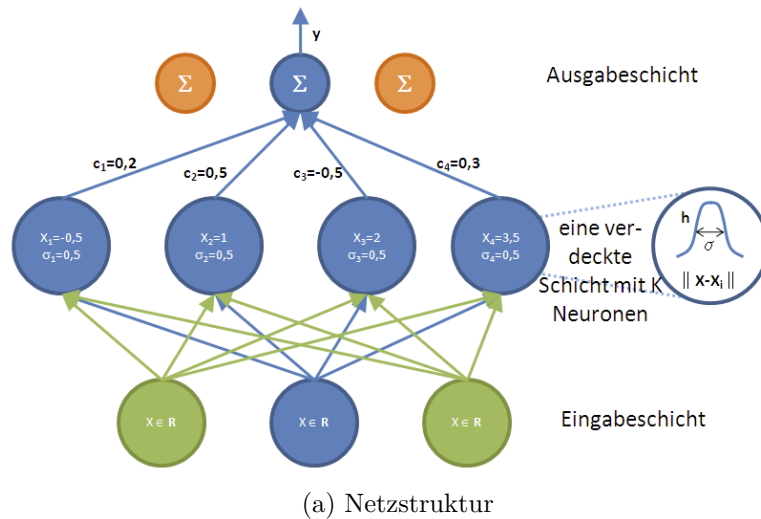 y
Σ Σ Σ
Ausgabeschicht
c₁=0,2
c₂=0,5
c₃=-0,5
c₄=0,3
X₁=-0,5
σ₁=0,5
X₂=1
σ₂=0,5
X₃=2
σ₃=0,5
X₄=3,5
σ₄=0,5
eine ver-
deckte
Schicht mit K
Neuronen
h
σ
‖ X-Xᵢ ‖
X ∈ R
X ∈ R
X ∈ R
Eingabeschicht
(a) Netzstruktur